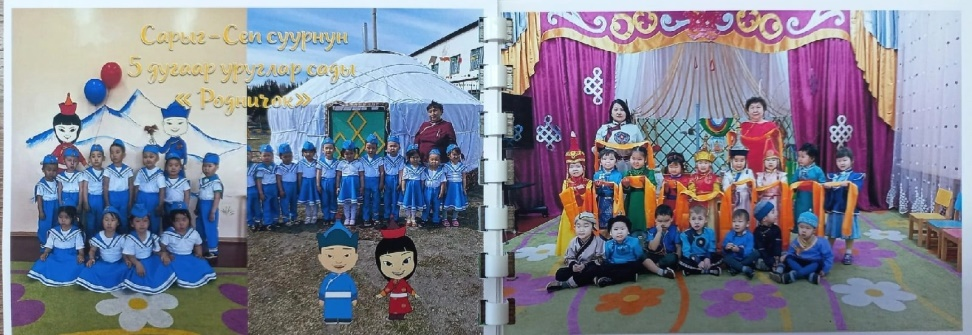 Сарыг-Сеп суурнун
5 дугаар уруглар сады
« Родничок»